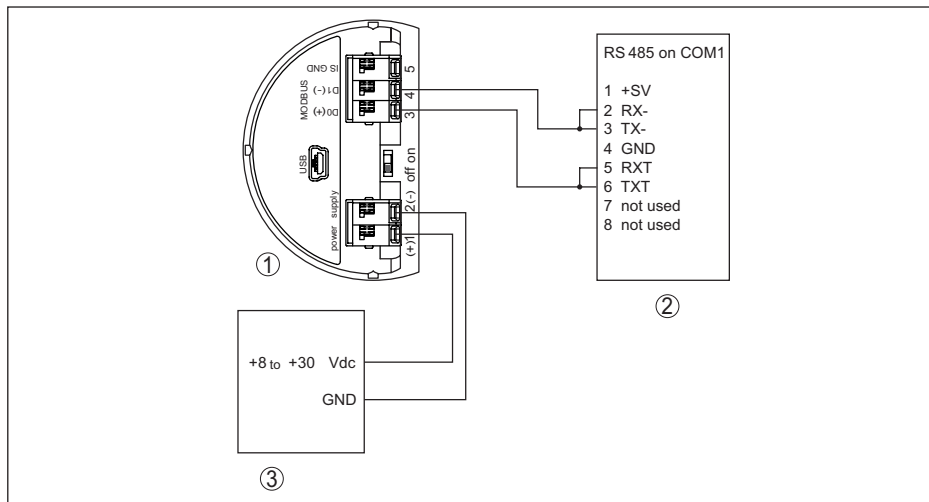 IS GND
MODBUS
D1(-)
D0(+)
USB
power supply
5
4
3
off on
2(-)
(+)1
1
RS 485 on COM1
1 +SV
2 RX-
3 TX-
4 GND
5 RXT
6 TXT
7 not used
8 not used
2
+8 to +30 Vdc
GND
3